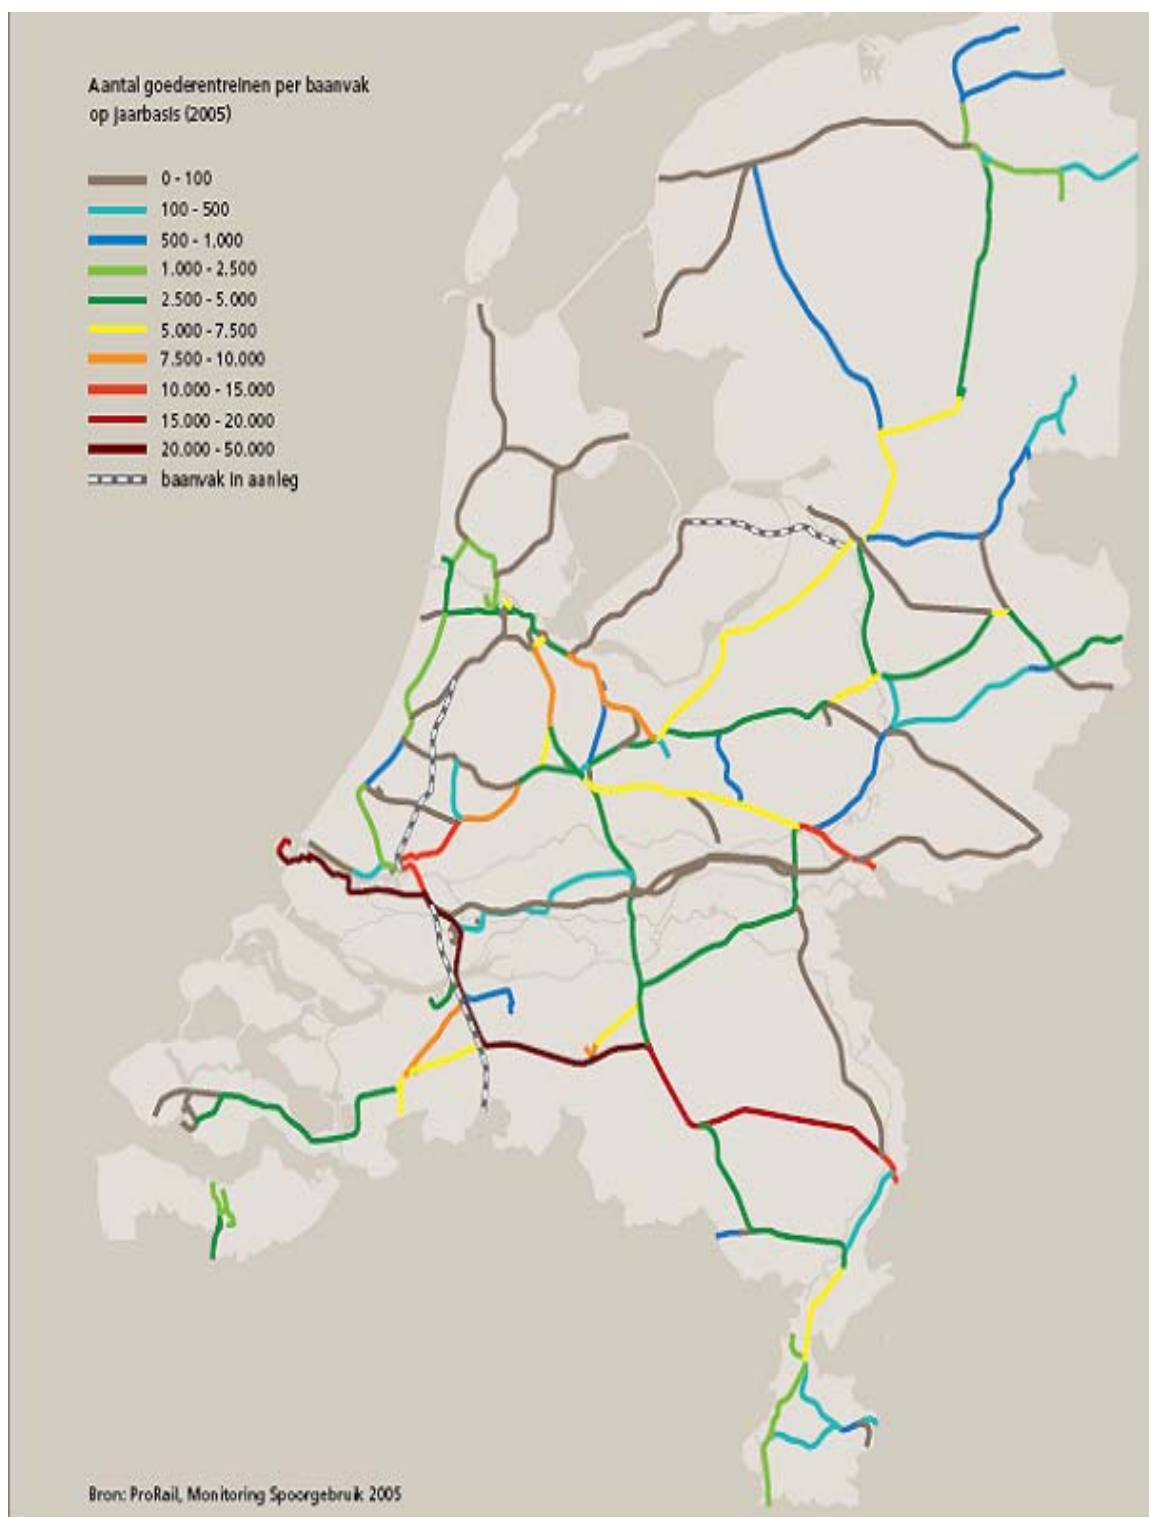 Aantal goederentreinen per baanvak
op jaarbasis (2005)
0 - 100
100 - 500
500 - 1.000
1.000 - 2.500
2.500 - 5.000
5.000 - 7.500
7.500 - 10.000
10.000 - 15.000
15.000 - 20.000
20.000 - 50.000
baanvak in aanleg
Bron: ProRail, Monitoring Spoorgebruik 2005